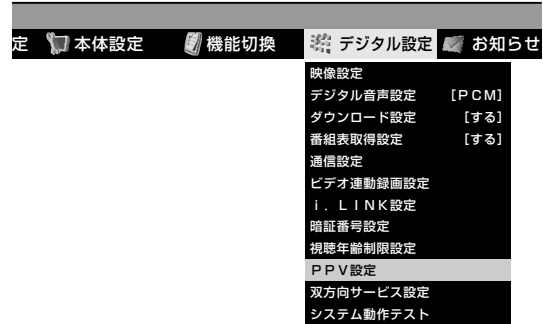 定 本体設定 機能切換 デジタル設定 お知らせ
映像設定
デジタル音声設定 [ＰＣＭ]
ダウンロード設定 [する]
番組表取得設定 [する]
通信設定
ビデオ連動録画設定
ｉ．ＬＩＮＫ設定
暗証番号設定
視聴年齢制限設定
ＰＰＶ設定
双方向サービス設定
システム動作テスト